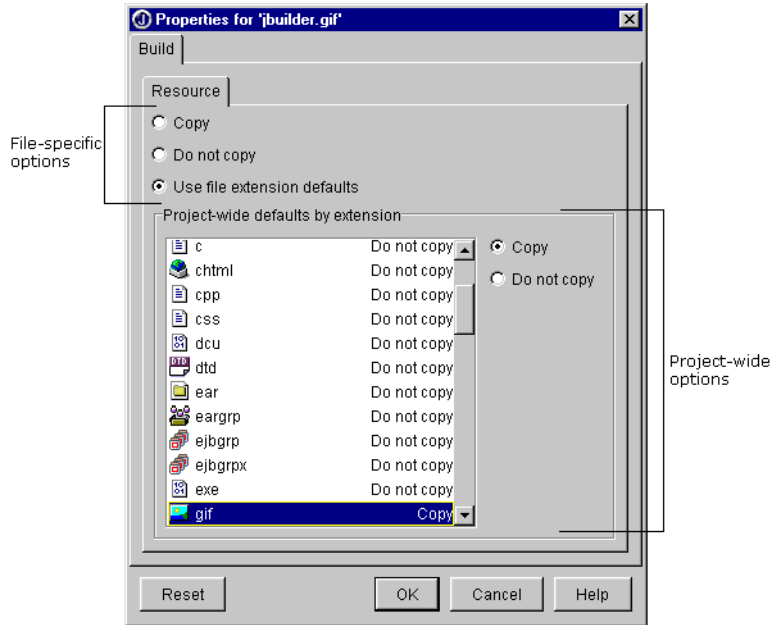 Properties for 'jbuilder.gif'
Build
Resource
File-specific
options
Copy
Do not copy
Use file extension defaults
Project-wide defaults by extension
c Do not copy
chtml Do not copy
cpp Do not copy
css Do not copy
dcu Do not copy
dtd Do not copy
ear Do not copy
eargrp Do not copy
ejbgrp Do not copy
ejbgrpx Do not copy
exe Do not copy
gif Copy
Copy
Do not copy
Project-wide
options
Reset OK Cancel Help